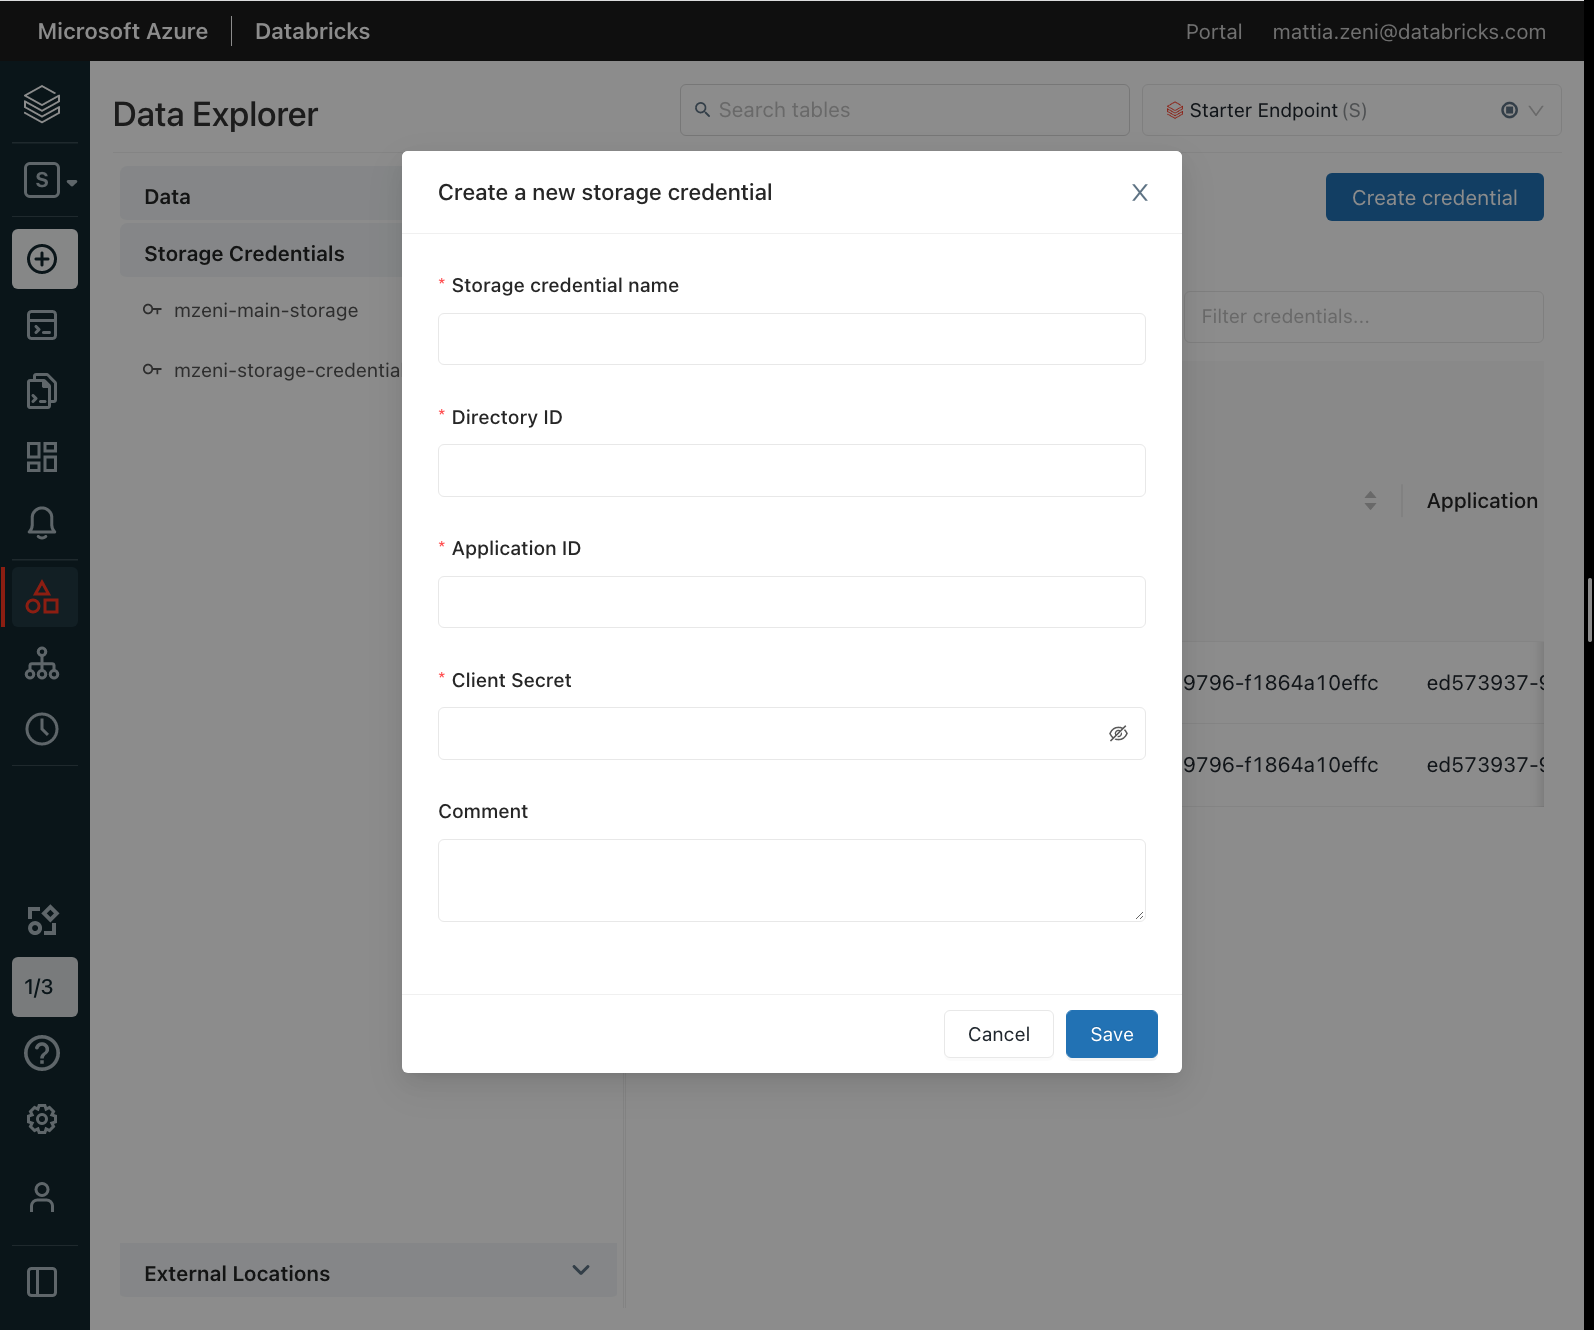 Microsoft Azure Databricks Portal mattia.zeni@databricks.com
Data Explorer Search tables Starter Endpoint (S)
S
Data
Storage Credentials
mzeni-main-storage
mzeni-storage-credentia
Create credential
Filter credentials...
Application
9796-f1864a10effc ed573937-9
9796-f1864a10effc ed573937-9
Create a new storage credential
* Storage credential name
* Directory ID
* Application ID
* Client Secret
Comment
Cancel Save
1/3
External Locations